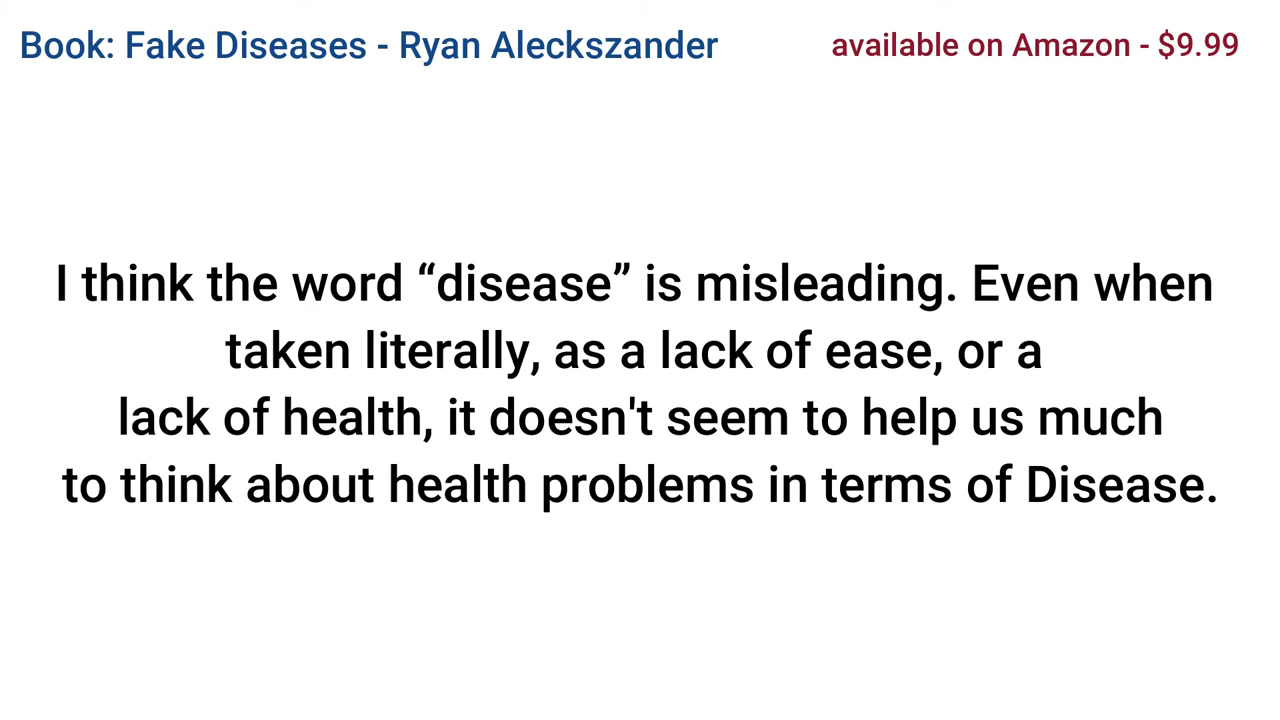 Book: Fake Diseases - Ryan Aleckszander
available on Amazon - $9.99
I think the word “disease” is misleading. Even when
taken literally, as a lack of ease, or a
lack of health, it doesn't seem to help us much
to think about health problems in terms of Disease.